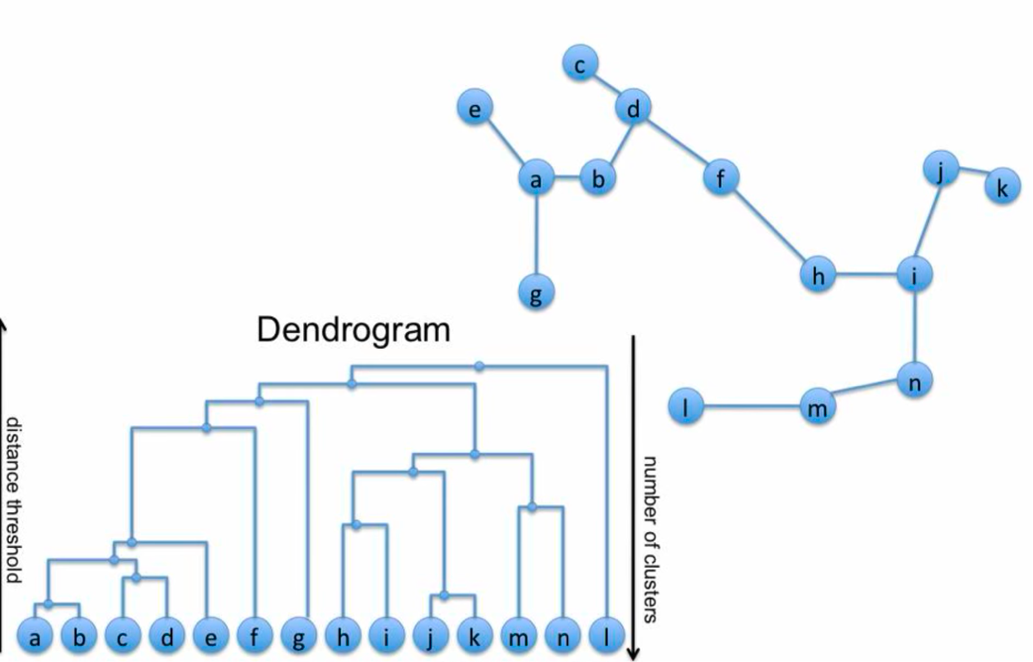 c
e
d
a
b
f
j
k
h
i
g
n
l
m
Dendrogram
distance threshold
number of clusters
a b c d e f g h i j k m n l